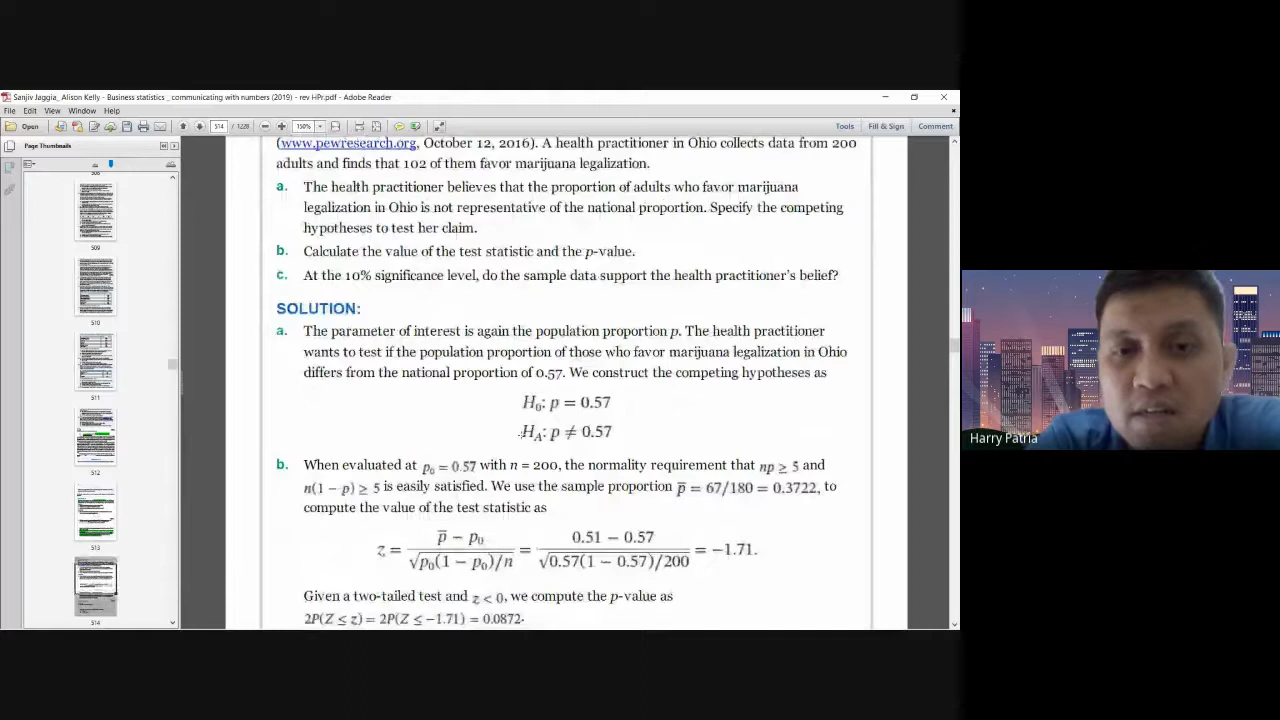 Sanjiv Jaggia_ Alison Kelly - Business statistics _ communicating with numbers (2019) - rev HPr.pdf - Adobe Reader
File Edit View Window Help
Open 514 / 1228 150% Tools Fill & Sign Comment
Page Thumbnails
509
510
511
512
513
514
(www.pewresearch.org, October 12, 2016). A health practitioner in Ohio collects data from 200
adults and finds that 102 of them favor marijuana legalization.
a. The health practitioner believes that the proportion of adults who favor marijuana
legalization in Ohio is not representative of the national proportion. Specify the competing
hypotheses to test her claim.
b. Calculate the value of the test statistic and the p-value.
c. At the 10% significance level, do the sample data support the health practitioner's belief?
SOLUTION:
a. The parameter of interest is again the population proportion p. The health practitioner
wants to test if the population proportion of those who favor marijuana legalization in Ohio
differs from the national proportion of 0.57. We construct the competing hypotheses as
H₀: p = 0.57
H_A: p ≠ 0.57
b. When evaluated at p₀ = 0.57 with n = 200, the normality requirement that np ≥ 5 and
n(1 − p) ≥ 5 is easily satisfied. We use the sample proportion p̄ = 67/180 = 0.3722, to
compute the value of the test statistic as
z = (p̄ − p₀)/√p₀(1 − p₀)/n = (0.51 − 0.57)/√0.57(1 − 0.57)/200 = −1.71.
Given a two-tailed test and z < 0, we compute the p-value as
2P(Z ≤ z) = 2P(Z ≤ −1.71) = 0.0872.
Harry Patria